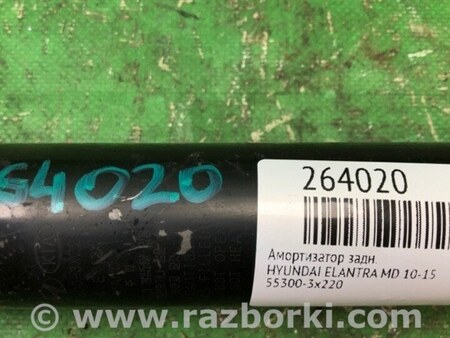 64020
264020
Амортизатор задн.
HYUNDAI ELANTRA MD 10-15
55300-3x220
www.razborki.com